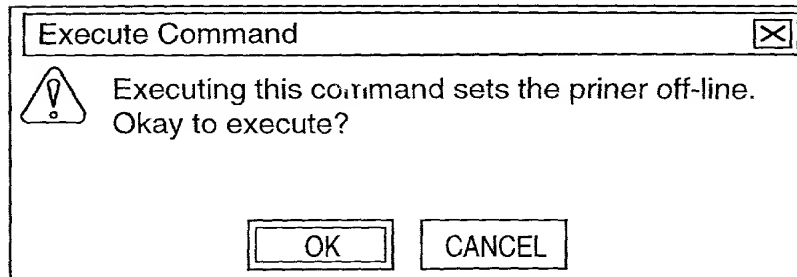 Execute Command
Executing this command sets the priner off-line.
Okay to execute?
OK
CANCEL